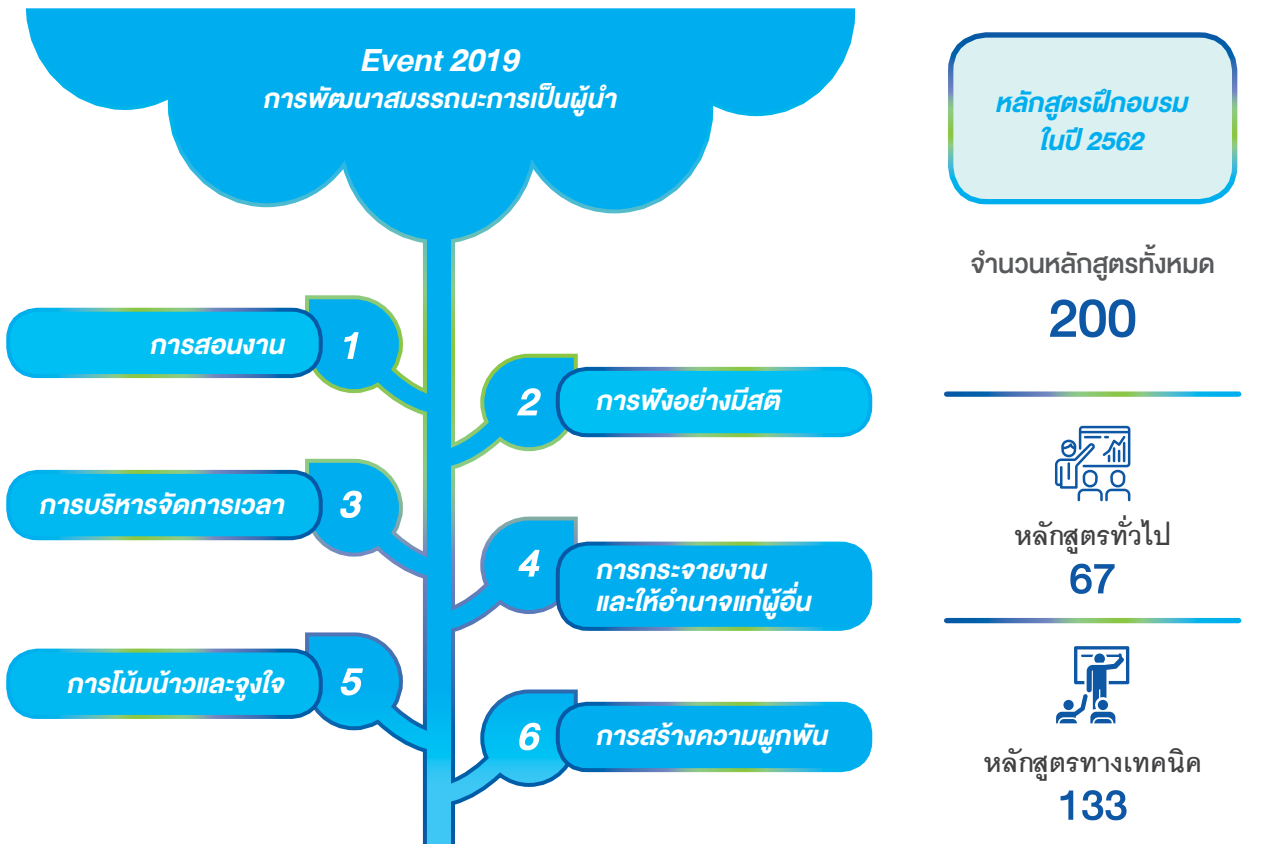 Event 2019
การพัฒนาสมรรถนะการเป็นผู้นำ
การสอนงาน
1
2
การฟังอย่างมีสติ
การบริหารจัดการเวลา
3
4
การกระจายงาน
และให้อำนาจแก่ผู้อื่น
การโน้มน้าวและจูงใจ
5
6
การสร้างความผูกพัน
หลักสูตรฝึกอบรม
ในปี 2562
จำนวนหลักสูตรทั้งหมด
200
หลักสูตรทั่วไป
67
หลักสูตรทางเทคนิค
133